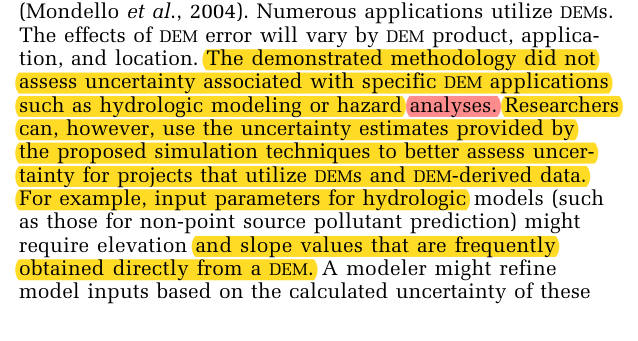 (Mondello et al., 2004). Numerous applications utilize DEMs.
The effects of DEM error will vary by DEM product, applica-
tion, and location. The demonstrated methodology did not
assess uncertainty associated with specific DEM applications
such as hydrologic modeling or hazard analyses. Researchers
can, however, use the uncertainty estimates provided by
the proposed simulation techniques to better assess uncer-
tainty for projects that utilize DEMs and DEM-derived data.
For example, input parameters for hydrologic models (such
as those for non-point source pollutant prediction) might
require elevation and slope values that are frequently
obtained directly from a DEM. A modeler might refine
model inputs based on the calculated uncertainty of these